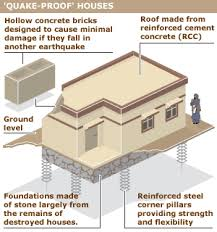 'QUAKE-PROOF' HOUSES
Hollow concrete bricks
designed to cause minimal
damage if they fall in
another earthquake
Roof made from
reinforced cement
concrete (RCC)
Ground
level
Foundations made
of stone largely from
the remains of
destroyed houses.
Reinforced steel
corner pillars
providing strength
and flexibility